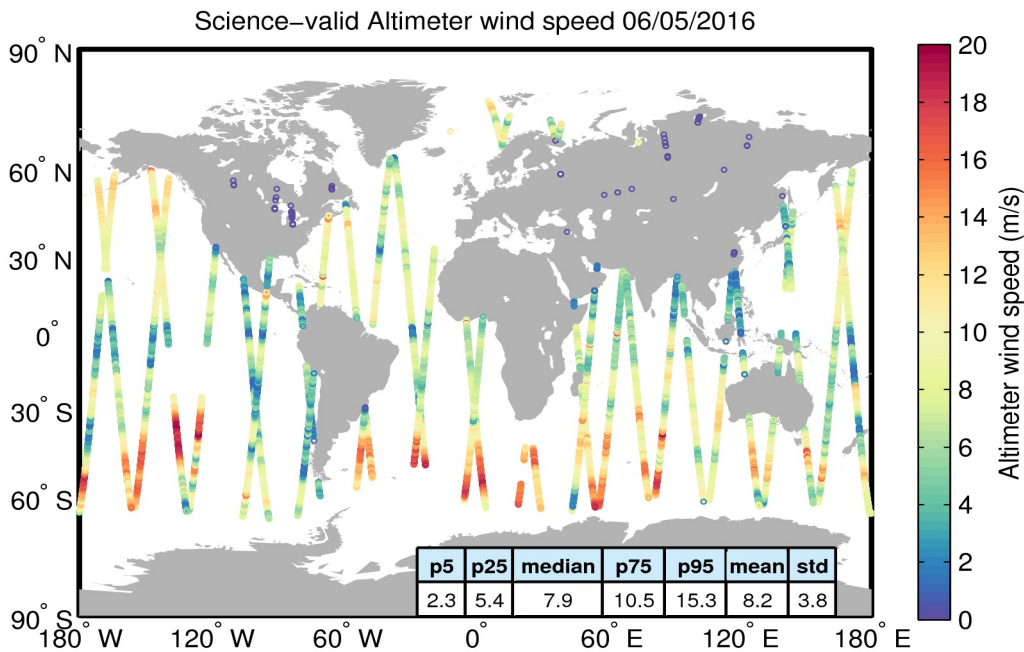 Science−valid Altimeter wind speed 06/05/2016
90° N
60° N
30° N
0°
30° S
60° S
90° S
180° W
120° W
60° W
0°
60° E
120° E
180° E
p5 p25 median p75 p95 mean std
2.3 5.4 7.9 10.5 15.3 8.2 3.8
20
18
16
14
12
10
8
6
4
2
0
Altimeter wind speed (m/s)